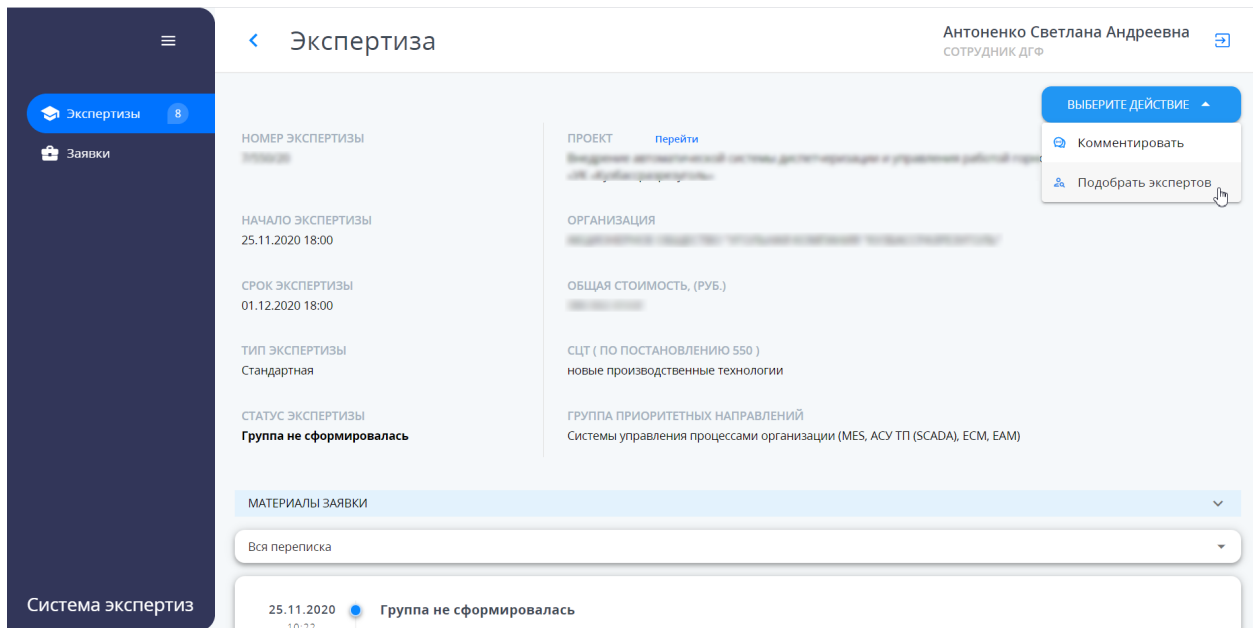 Экспертиза
Антоненко Светлана Андреевна
СОТРУДНИК ДГФ
Экспертизы 8
Заявки
ВЫБЕРИТЕ ДЕЙСТВИЕ
Комментировать
Подобрать экспертов
НОМЕР ЭКСПЕРТИЗЫ
ПРОЕКТ Перейти
НАЧАЛО ЭКСПЕРТИЗЫ
25.11.2020 18:00
ОРГАНИЗАЦИЯ
СРОК ЭКСПЕРТИЗЫ
01.12.2020 18:00
ОБЩАЯ СТОИМОСТЬ, (РУБ.)
ТИП ЭКСПЕРТИЗЫ
Стандартная
СЦТ ( ПО ПОСТАНОВЛЕНИЮ 550 )
новые производственные технологии
СТАТУС ЭКСПЕРТИЗЫ
Группа не сформировалась
ГРУППА ПРИОРИТЕТНЫХ НАПРАВЛЕНИЙ
Системы управления процессами организации (MES, АСУ ТП (SCADA), ECM, EAM)
МАТЕРИАЛЫ ЗАЯВКИ
Вся переписка
25.11.2020 Группа не сформировалась
Система экспертиз